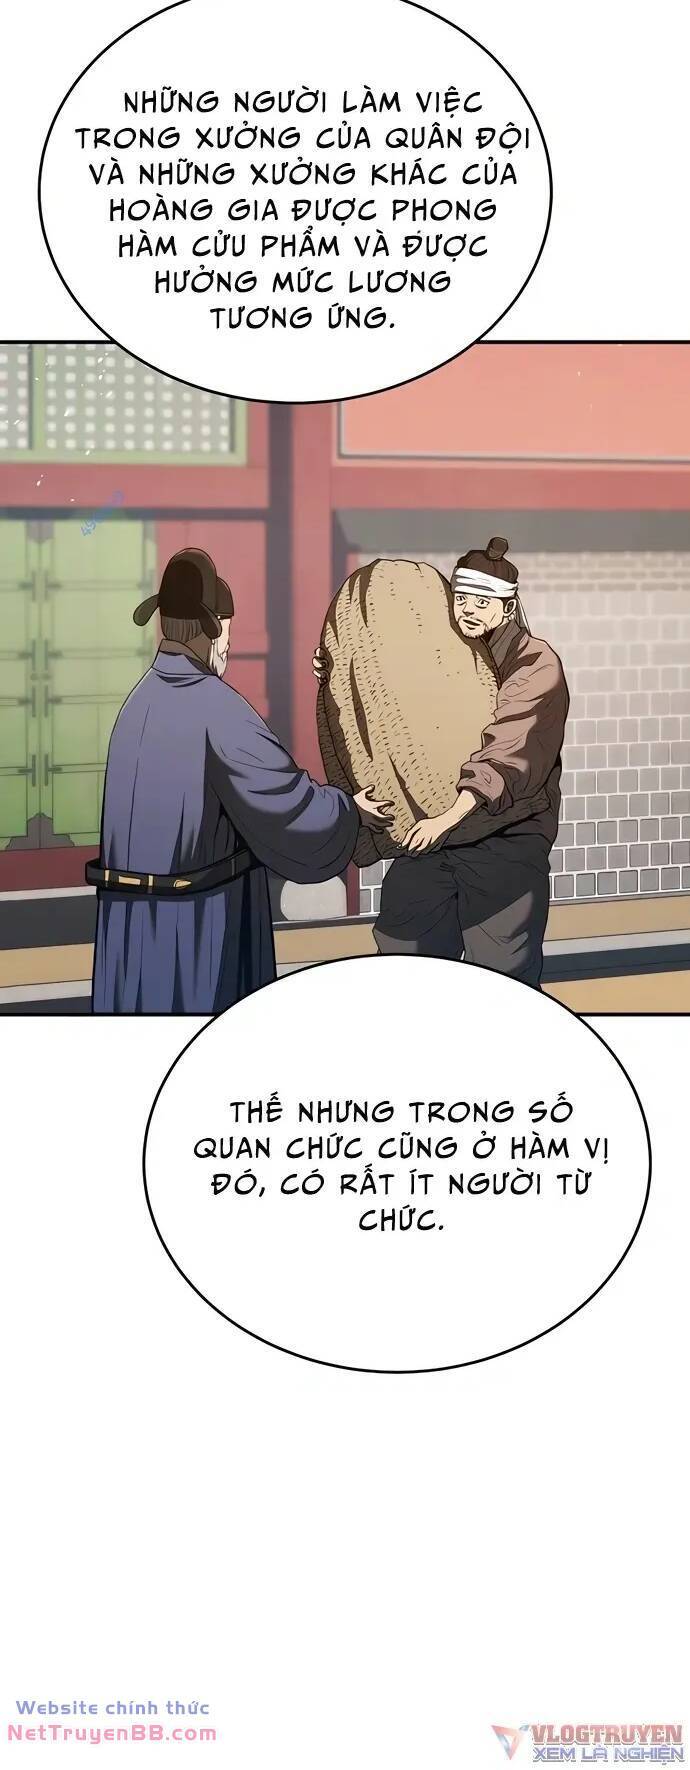 NHỮNG NGƯỜI LÀM VIỆC
TRONG XƯỞNG CỦA QUÂN ĐỘI
VÀ NHỮNG XƯỞNG KHÁC CỦA
HOÀNG GIA ĐƯỢC PHONG
HÀM CỬU PHẨM VÀ ĐƯỢC
HƯỞNG MỨC LƯƠNG
TƯƠNG ỨNG.
THẾ NHƯNG TRONG SỐ
QUAN CHỨC CŨNG Ở HÀM VỊ
ĐÓ, CÓ RẤT ÍT NGƯỜI TỪ
CHỨC.
Website chính thức
NetTruyenBB.com
VLOGTRUYEN
XEM LÀ NGHIỆN